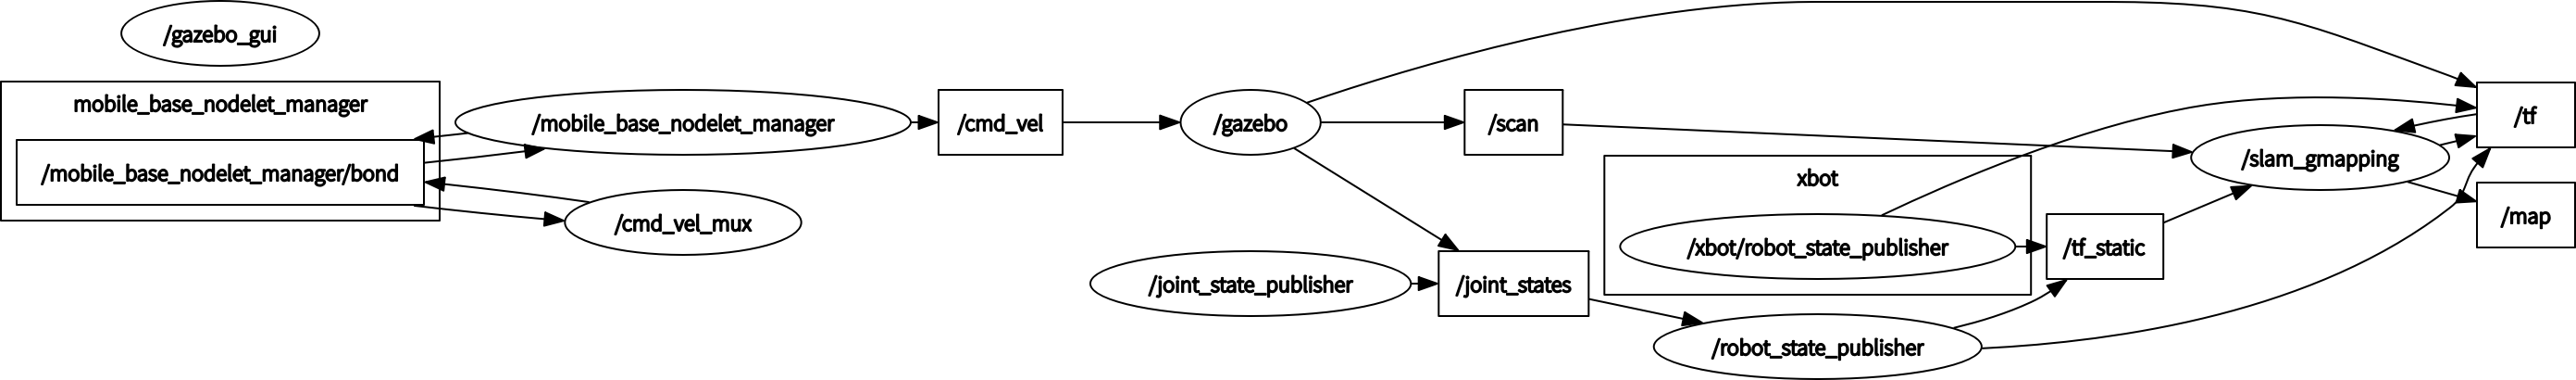 /gazebo_gui
mobile_base_nodelet_manager
/mobile_base_nodelet_manager/bond
/mobile_base_nodelet_manager
/cmd_vel_mux
/cmd_vel
/gazebo
/joint_state_publisher
/scan
/joint_states
xbot
/xbot/robot_state_publisher
/robot_state_publisher
/tf_static
/slam_gmapping
/tf
/map